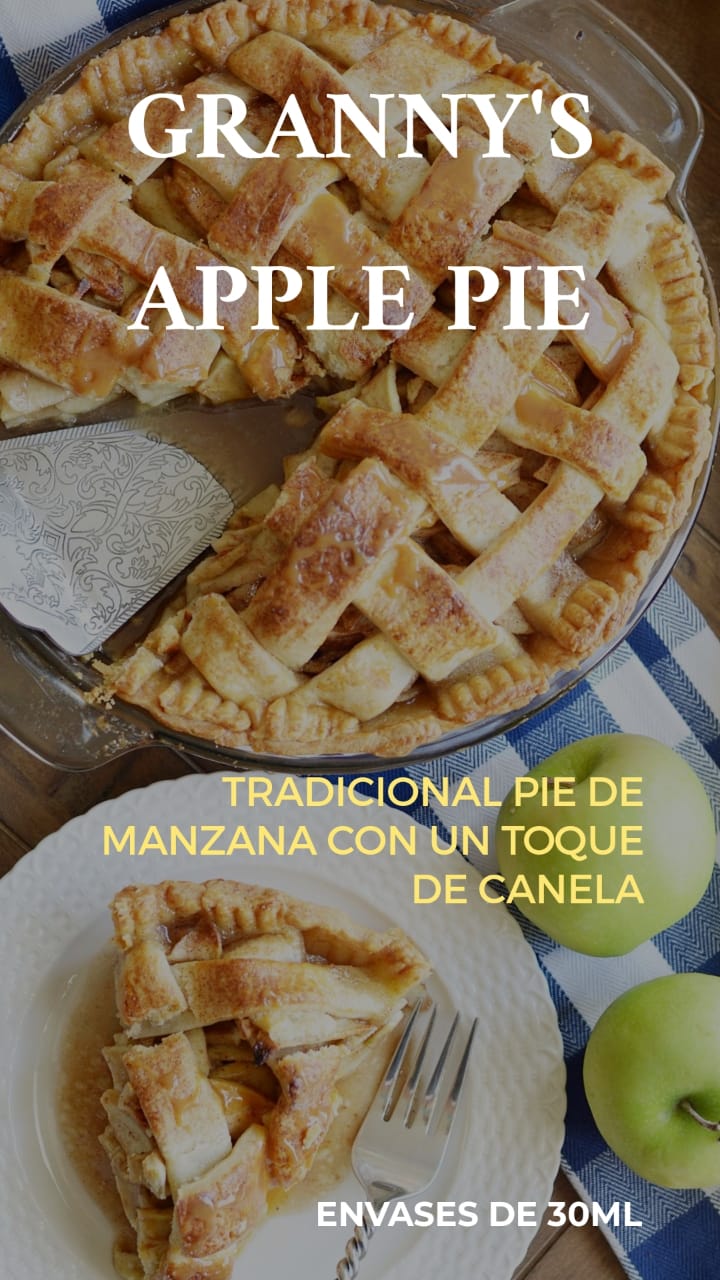 GRANNY'S
APPLE PIE
TRADICIONAL PIE DE
MANZANA CON UN TOQUE
DE CANELA
ENVASES DE 30ML